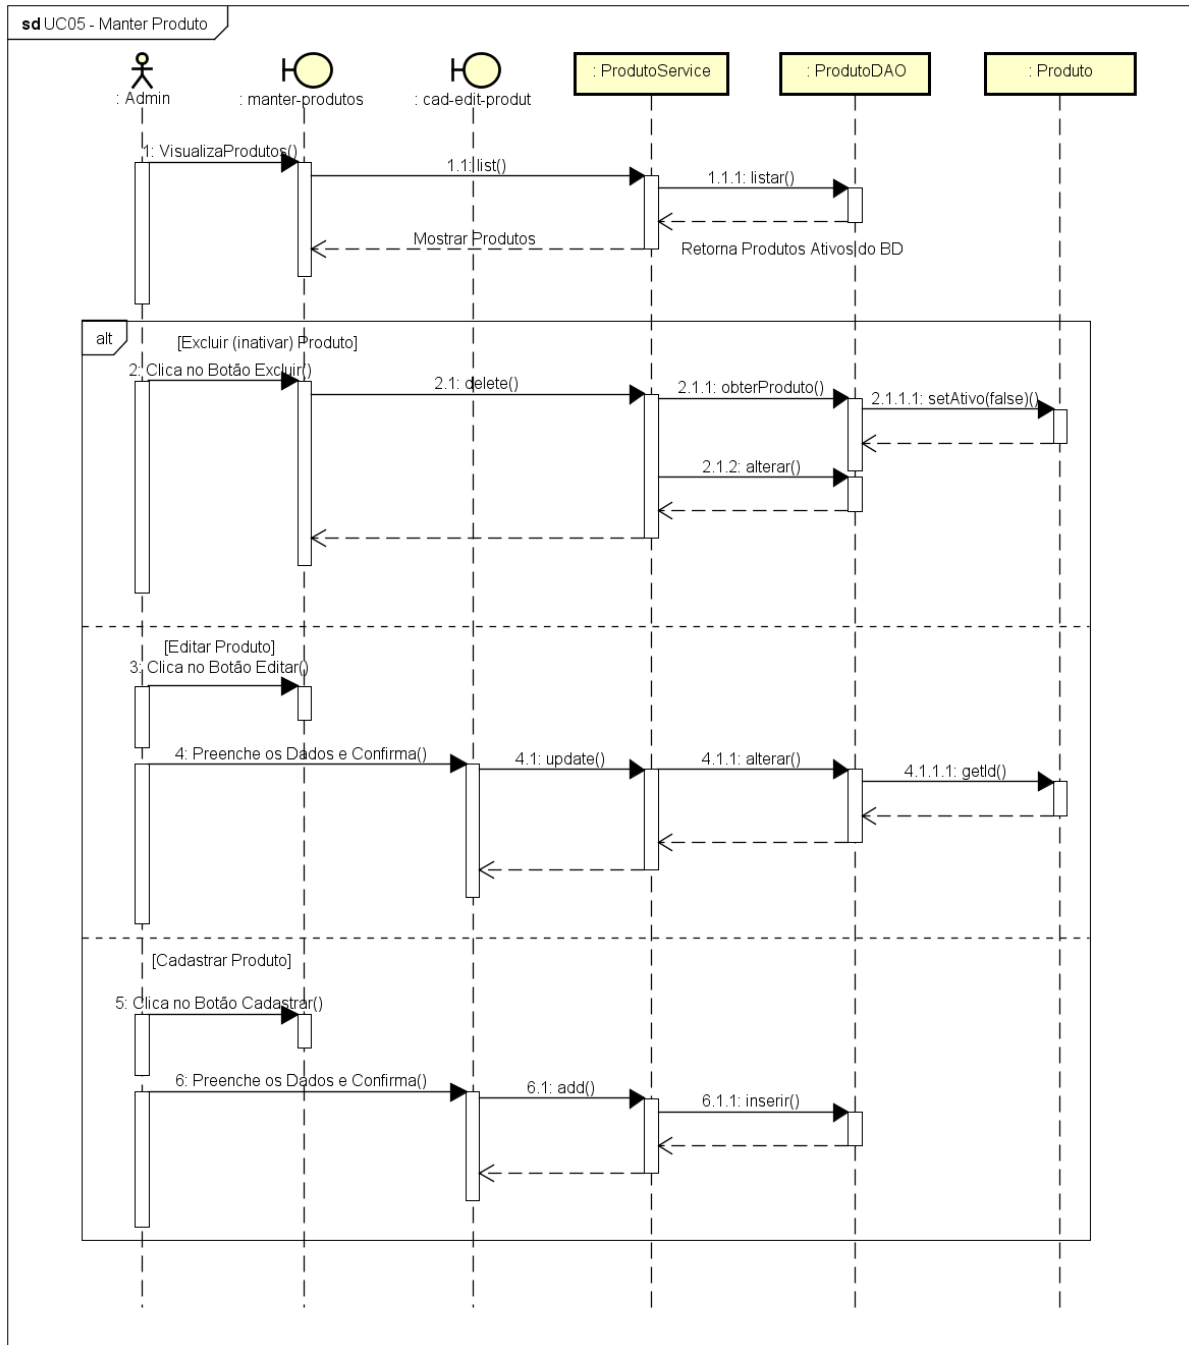 sd UC05 - Manter Produto
: Admin
: manter-produtos
: cad-edit-produt
: ProdutoService
: ProdutoDAO
: Produto
1: VisualizaProdutos()
1.1: list()
1.1.1: listar()
Mostrar Produtos
Retorna Produtos Ativos do BD
alt
[Excluir (inativar) Produto]
2: Clica no Botão Excluir()
2.1: delete()
2.1.1: obterProduto()
2.1.1.1: setAtivo(false)()
2.1.2: alterar()
[Editar Produto]
3: Clica no Botão Editar()
4: Preenche os Dados e Confirma()
4.1: update()
4.1.1: alterar()
4.1.1.1: getId()
[Cadastrar Produto]
5: Clica no Botão Cadastrar()
6: Preenche os Dados e Confirma()
6.1: add()
6.1.1: inserir()